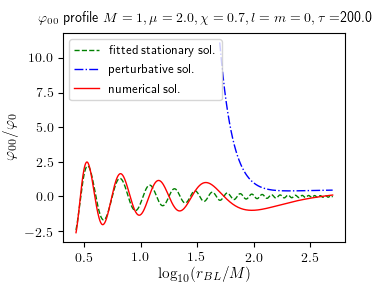 φ₀₀ profile M = 1, μ = 2.0, χ = 0.7, l = m = 0, τ =200.0
φ₀₀/φ₀
10.0
7.5
5.0
2.5
0.0
−2.5
fitted stationary sol.
perturbative sol.
numerical sol.
0.5 1.0 1.5 2.0 2.5
log₁₀(r_BL/M)